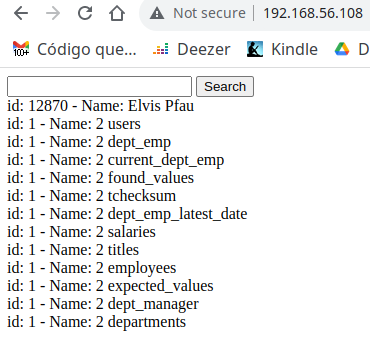 Not secure 192.168.56.108
100+ Código que... Deezer Kindle D
Search
id: 12870 - Name: Elvis Pfau
id: 1 - Name: 2 users
id: 1 - Name: 2 dept_emp
id: 1 - Name: 2 current_dept_emp
id: 1 - Name: 2 found_values
id: 1 - Name: 2 tchecksum
id: 1 - Name: 2 dept_emp_latest_date
id: 1 - Name: 2 salaries
id: 1 - Name: 2 titles
id: 1 - Name: 2 employees
id: 1 - Name: 2 expected_values
id: 1 - Name: 2 dept_manager
id: 1 - Name: 2 departments